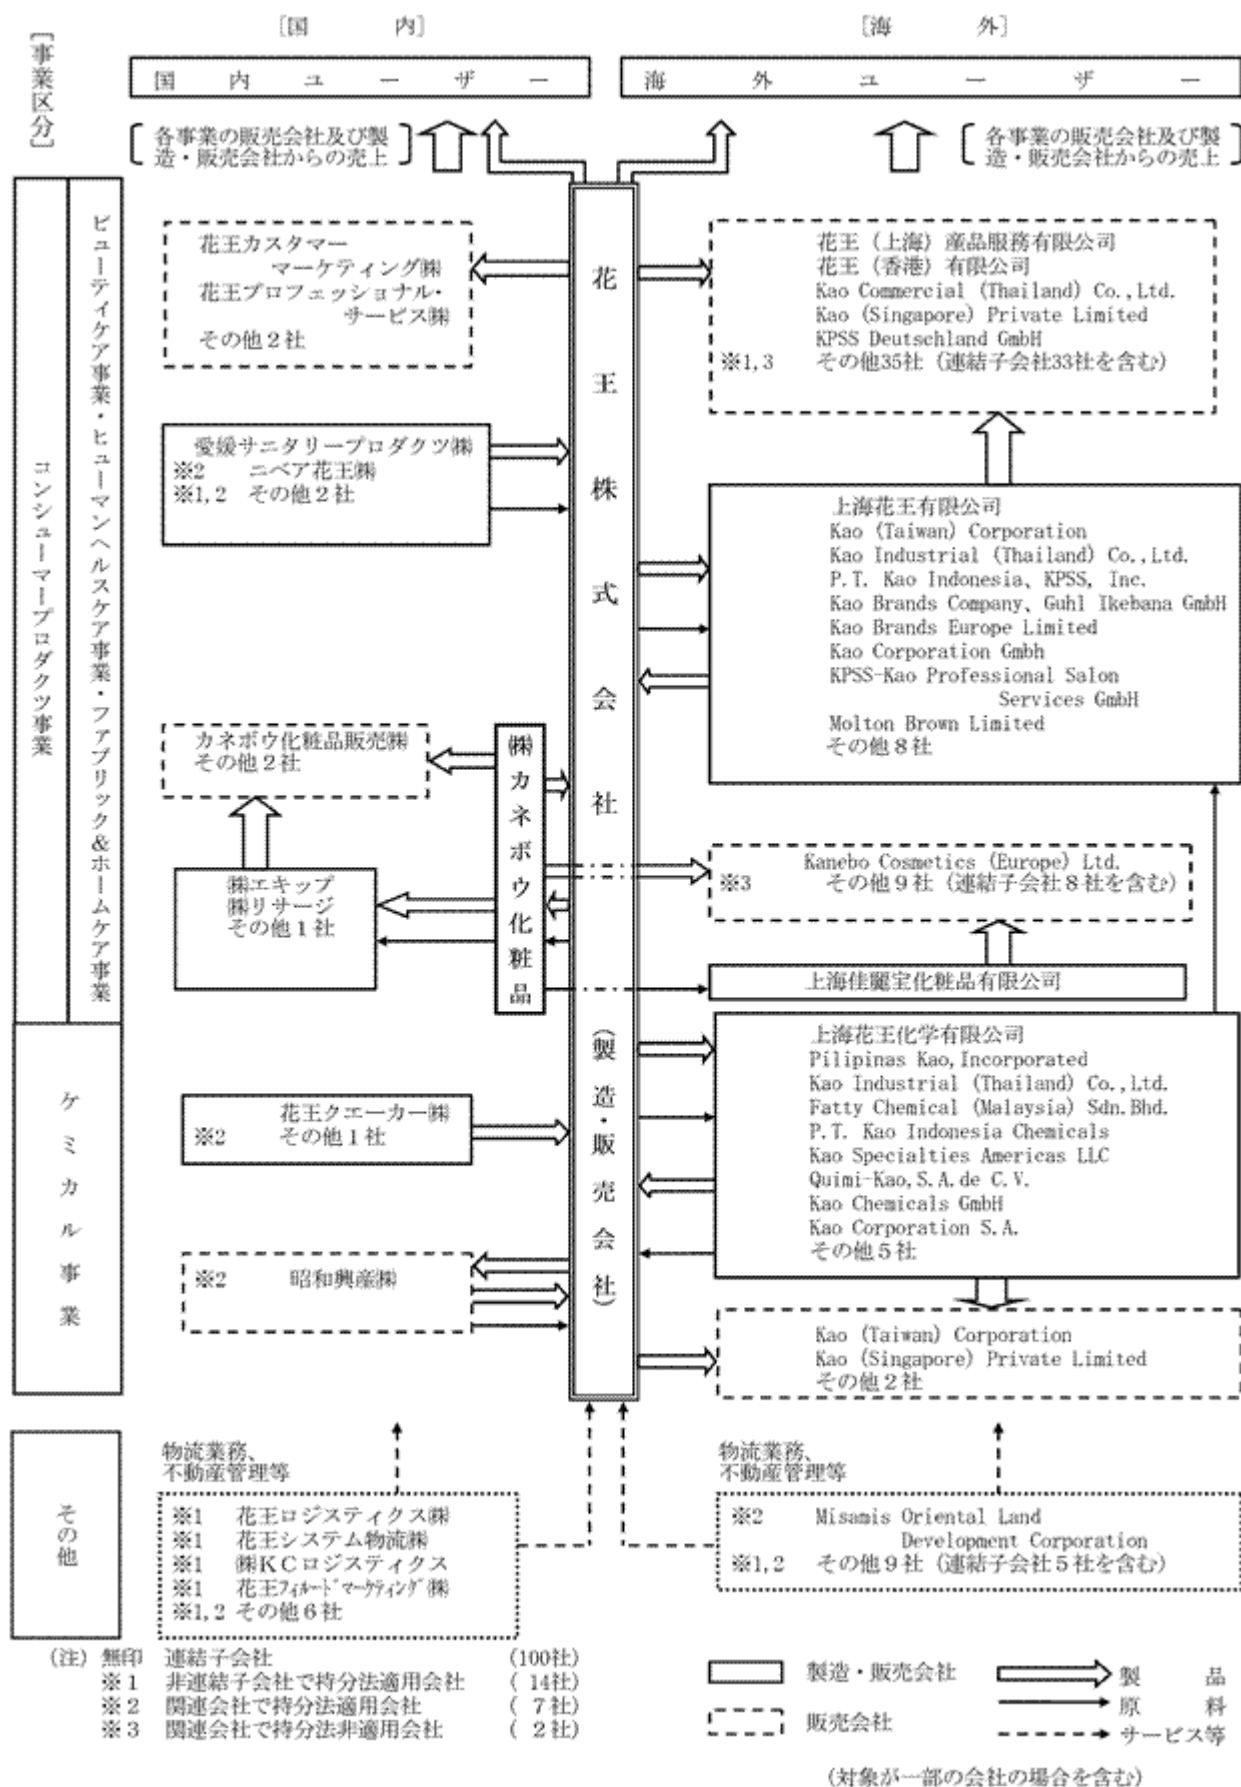 [国　　　内]
[海　　　外]
[事業区分]
国　内　ユ　ー　ザ　ー
海　外　ユ　ー　ザ　ー
各事業の販売会社及び製
造・販売会社からの売上
各事業の販売会社及び製
造・販売会社からの売上
コンシューマープロダクツ事業
ビューティケア事業・ヒューマンヘルスケア事業・ファブリック&ホームケア事業
花王株式会社(製造・販売会社)
花王カスタマー
マーケティング㈱
花王プロフェッショナル・
サービス㈱
その他２社
花王（上海）産品服務有限公司
花王（香港）有限公司
Kao Commercial (Thailand) Co.,Ltd.
Kao (Singapore) Private Limited
KPSS Deutschland GmbH
※1,3　その他35社（連結子会社33社を含む）
愛媛サニタリープロダクツ㈱
※2　ニベア花王㈱
※1,2　その他２社
上海花王有限公司
Kao (Taiwan) Corporation
Kao Industrial (Thailand) Co.,Ltd.
P.T. Kao Indonesia、KPSS, Inc.
Kao Brands Company、Guhl Ikebana GmbH
Kao Brands Europe Limited
Kao Corporation Gmbh
KPSS-Kao Professional Salon
Services GmbH
Molton Brown Limited
その他８社
カネボウ化粧品販売㈱
その他２社
㈱カネボウ化粧品
㈱エキップ
㈱リサージ
その他１社
Kanebo Cosmetics (Europe) Ltd.
※3　その他９社（連結子会社８社を含む）
上海佳麗宝化粧品有限公司
ケミカル事業
花王クエーカー㈱
※2　その他１社
上海花王化学有限公司
Pilipinas Kao,Incorporated
Kao Industrial (Thailand) Co.,Ltd.
Fatty Chemical (Malaysia) Sdn.Bhd.
P.T. Kao Indonesia Chemicals
Kao Specialties Americas LLC
Quimi-Kao,S.A.de C.V.
Kao Chemicals GmbH
Kao Corporation S.A.
その他５社
※2　昭和興産㈱
Kao (Taiwan) Corporation
Kao (Singapore) Private Limited
その他２社
その他
物流業務、
不動産管理等
※1　花王ロジスティクス㈱
※1　花王システム物流㈱
※1　㈱ＫＣロジスティクス
※1　花王フィールドマーケティング㈱
※1,2 その他６社
物流業務、
不動産管理等
※2　Misamis Oriental Land
Development Corporation
※1,2　その他９社（連結子会社５社を含む）
(注)　無印　連結子会社　(100社)
※１　非連結子会社で持分法適用会社　( 14社)
※２　関連会社で持分法適用会社　( 7社)
※３　関連会社で持分法非適用会社　( 2社)
製造・販売会社
販売会社
製　　品
原　　料
サービス等
(対象が一部の会社の場合を含む)